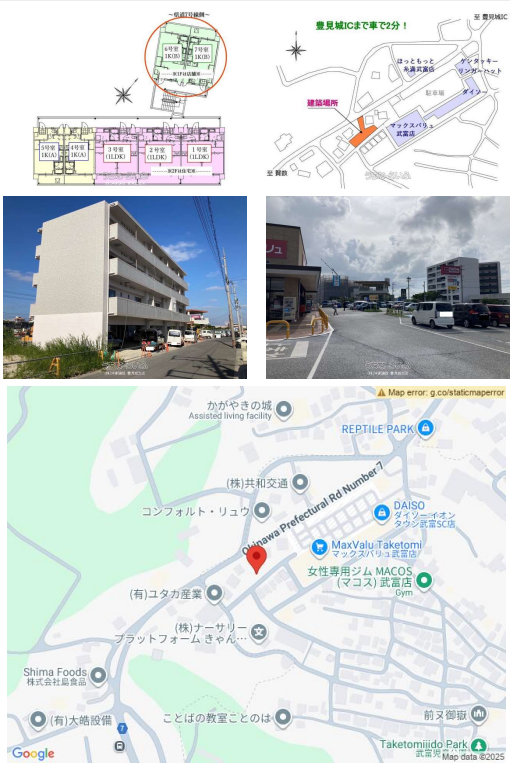 ～県道7号線側～
6号室
1K(B)
7号室
1K(B)
5号室
1K(A)
4号室
1K(A)
3号室
(1LDK)
2号室
(1LDK)
1号室
(1LDK)
豊見城ICまで車で2分！
至 豊見城IC
ほっともっと
糸満武富店
ケンタッキー
リンガーハット
ダイソー
駐車場
建築場所
マックスバリュ
武富店
至 賀数
Map error: g.co/staticmaperror
かがやきの城
Assisted living facility
REPTILE PARK
(株)共和交通
コンフォルト・リュウ
Okinawa Prefectural Rd Number 7
DAISO
ダイソー イオン
タウン武富SC店
MaxValu Taketomi
マックスバリュ武富店
女性専用ジム MACOS
(マコス) 武富店
Gym
(有)ユタカ産業
(株)ナーサリー
プラットフォーム きゃん…
Shima Foods
株式会社島食品
(有)大皓設備
7
ことばの教室ことのは
前ヌ御嶽
Taketomiido Park
Google
Map data ©2025